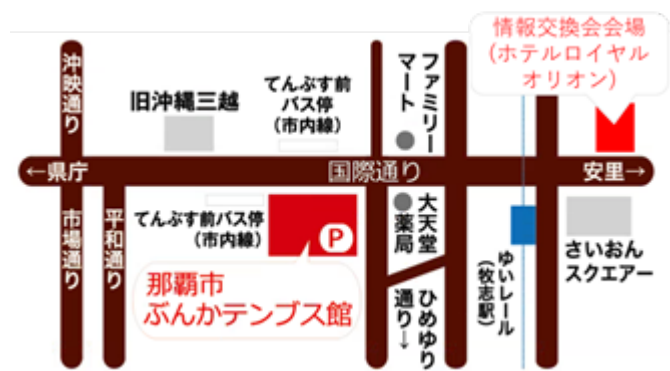 情報交換会会場
(ホテルロイヤル
オリオン)
沖映通り
旧沖縄三越
てんぶす前
バス停
(市内線)
ファミリー
マート
←県庁
国際通り
安里→
市場通り
平和通り
てんぶす前バス停
(市内線)
P
那覇市
ぶんかテンブス館
大天堂
薬局
ひめゆり
通り→
ゆいレール
(牧志駅)
さいおん
スクエアー